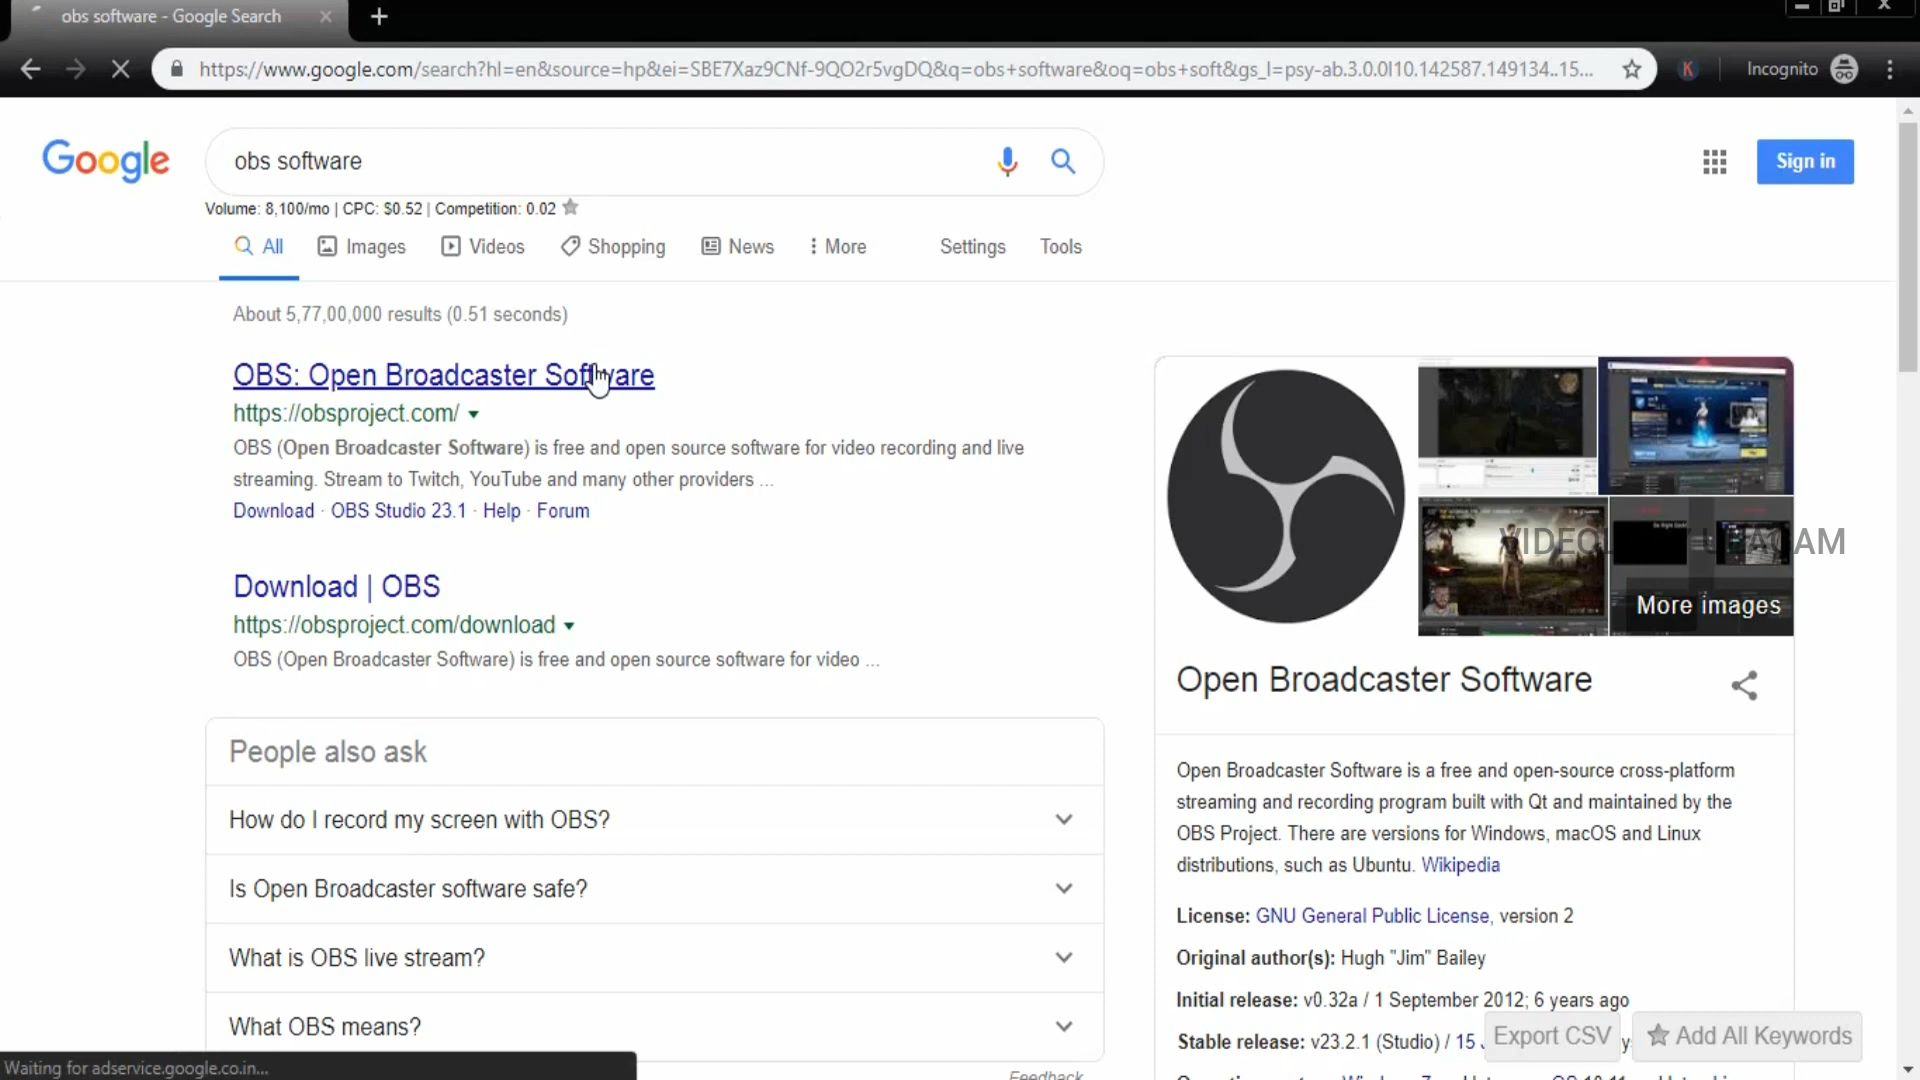 obs software - Google Search
https://www.google.com/search?hl=en&source=hp&ei=SBE7Xaz9CNf-9QO2r5vgDQ&q=obs+software&oq=obs+soft&gs_l=psy-ab.3.0.0l10.142587.149134..15...
Incognito
Google
obs software
Sign in
Volume: 8,100/mo | CPC: $0.52 | Competition: 0.02
All
Images
Videos
Shopping
News
More
Settings
Tools
About 5,77,00,000 results (0.51 seconds)
OBS: Open Broadcaster Software
https://obsproject.com/
OBS (Open Broadcaster Software) is free and open source software for video recording and live
streaming. Stream to Twitch, YouTube and many other providers ...
Download · OBS Studio 23.1 · Help · Forum
Download | OBS
https://obsproject.com/download
OBS (Open Broadcaster Software) is free and open source software for video ...
People also ask
How do I record my screen with OBS?
Is Open Broadcaster software safe?
What is OBS live stream?
What OBS means?
Feedback
More images
Open Broadcaster Software
Open Broadcaster Software is a free and open-source cross-platform
streaming and recording program built with Qt and maintained by the
OBS Project. There are versions for Windows, macOS and Linux
distributions, such as Ubuntu. Wikipedia
License: GNU General Public License, version 2
Original author(s): Hugh "Jim" Bailey
Initial release: v0.32a / 1 September 2012; 6 years ago
Stable release: v23.2.1 (Studio) / 15
Export CSV
Add All Keywords
Waiting for adservice.google.co.in...